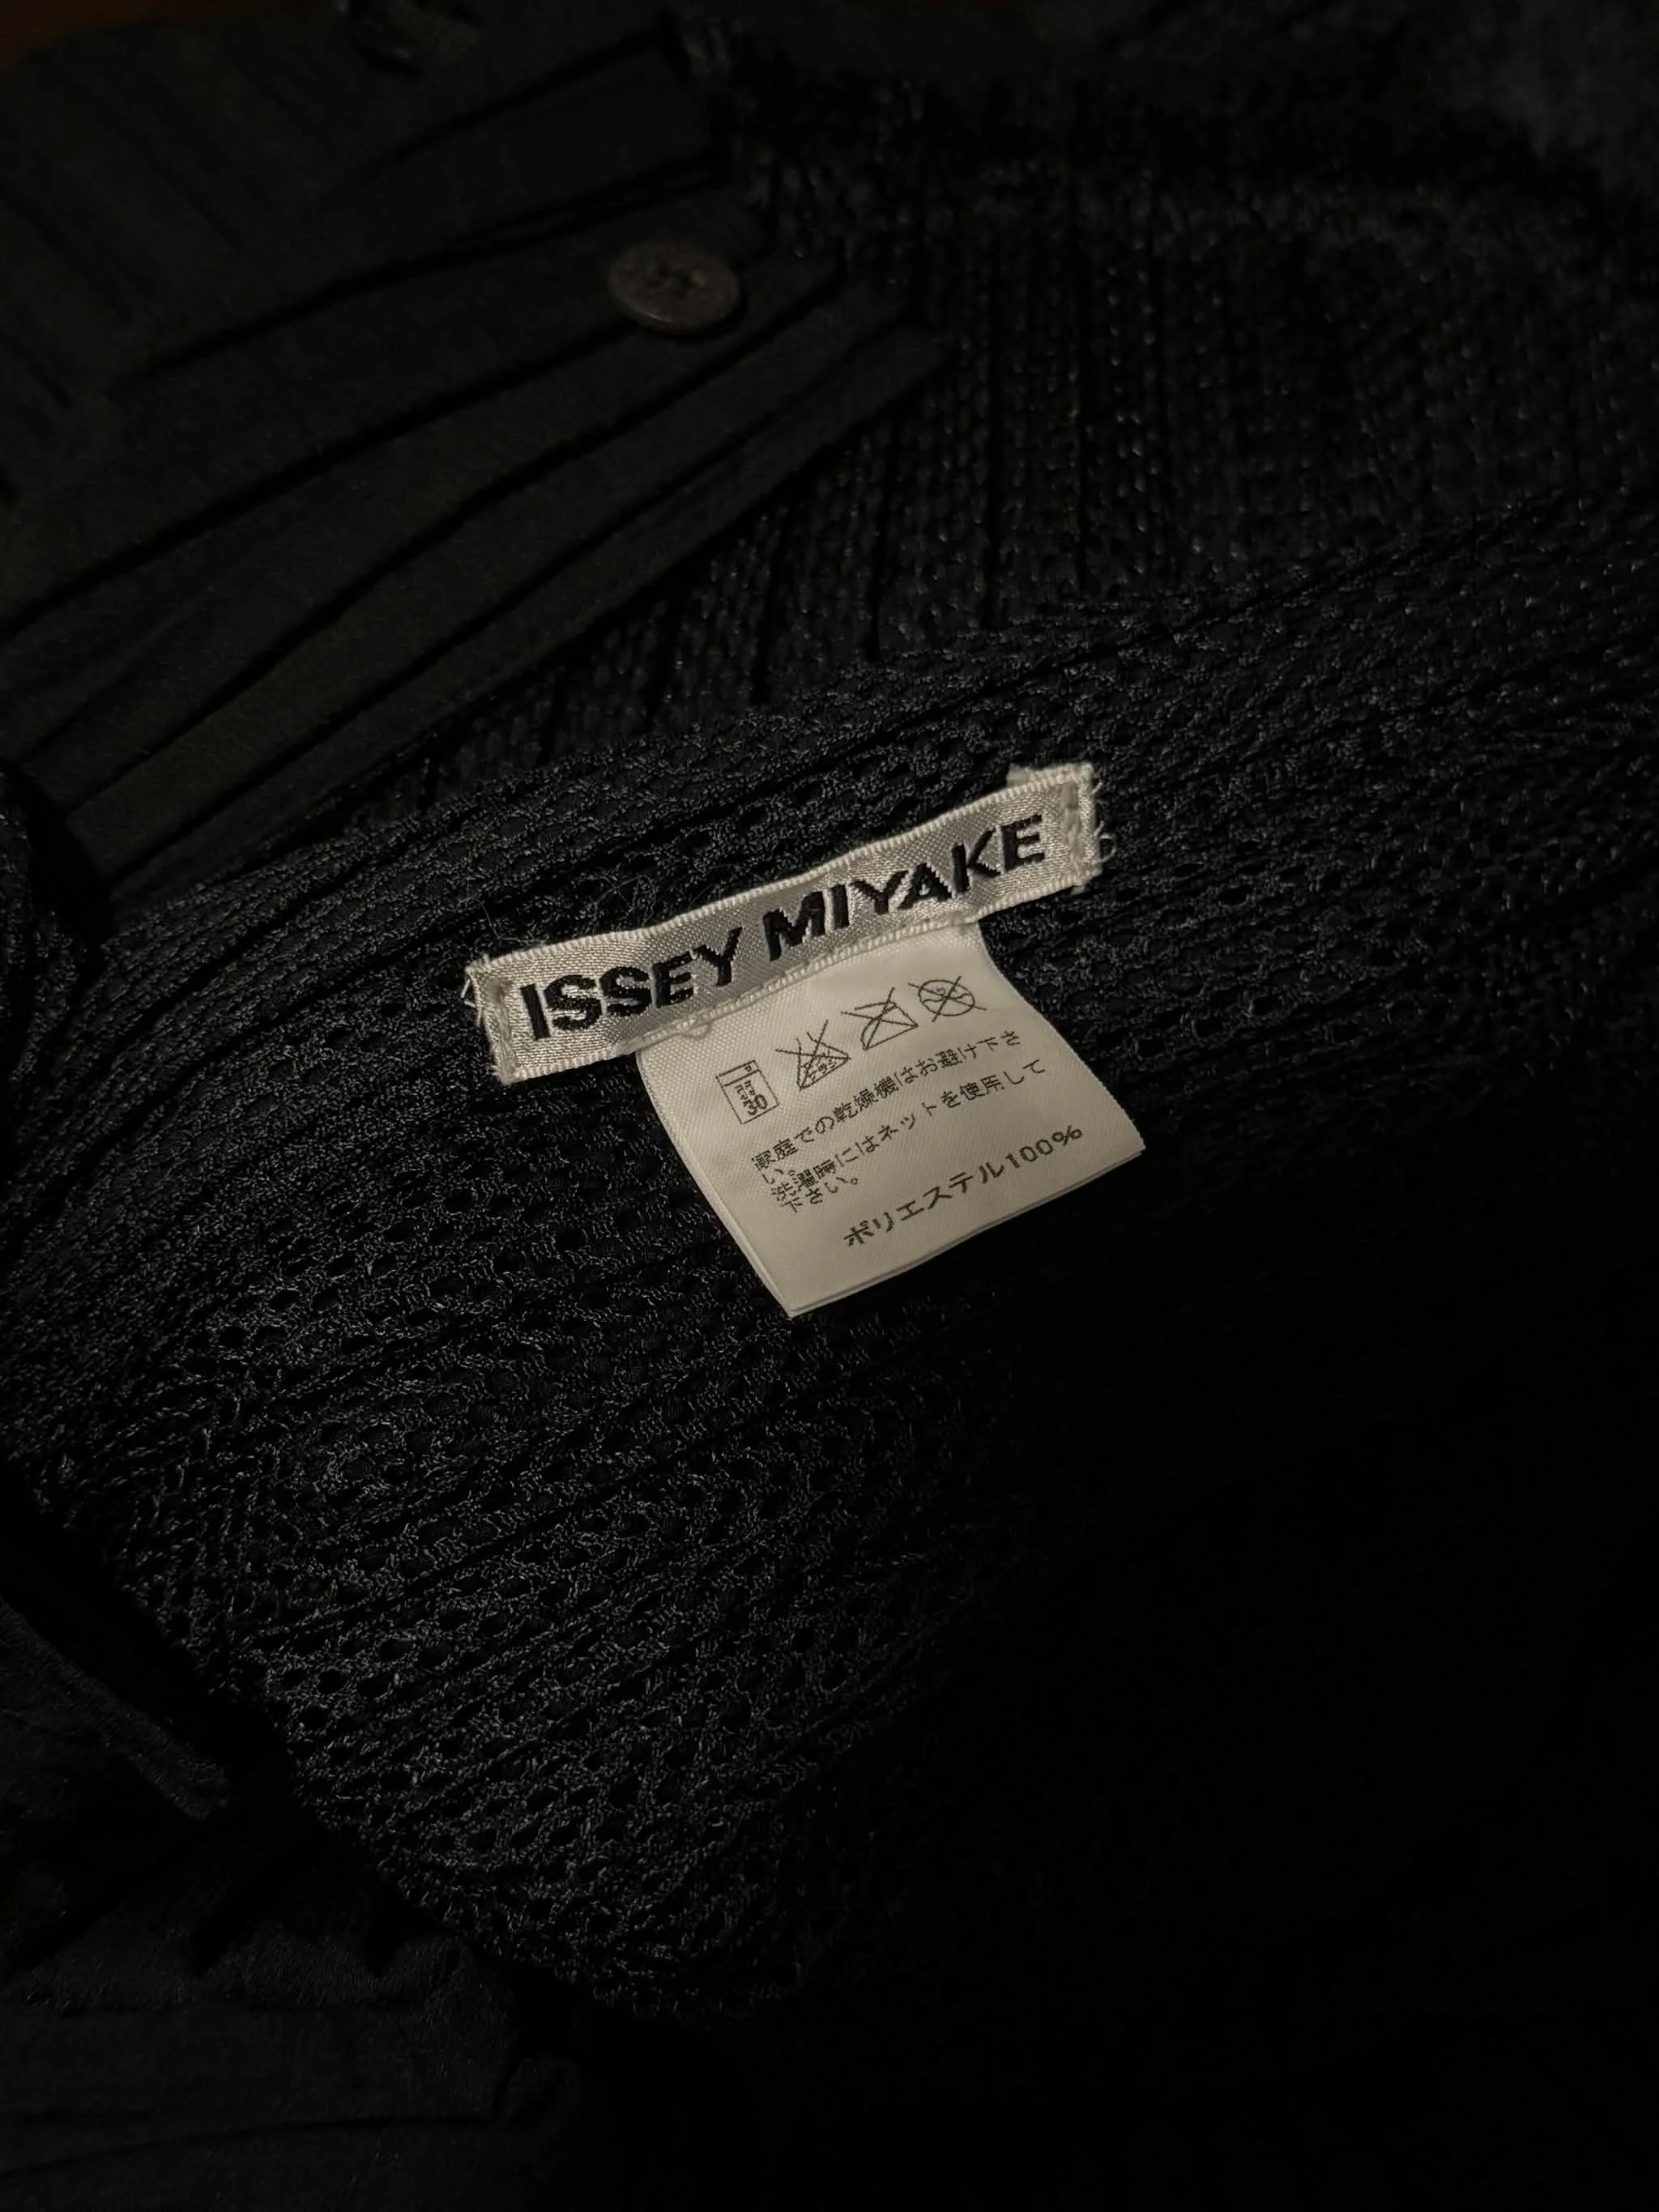 ISSEY MIYAKE
家庭での乾燥機はお避け下さ
い。
洗濯時にはネットを使用して
下さい。
ポリエステル100%